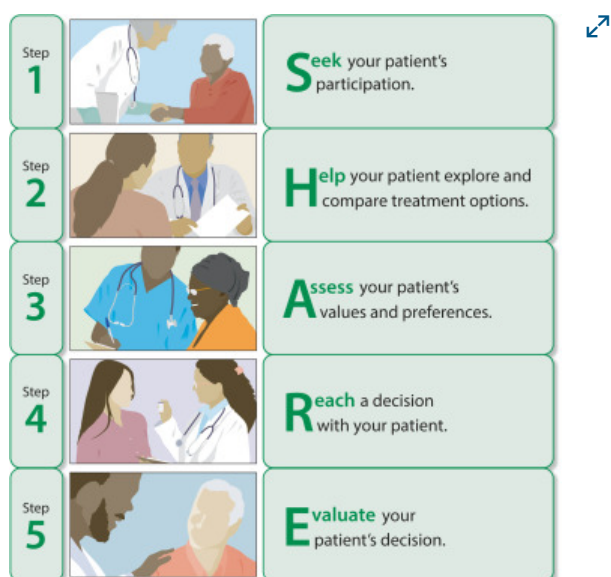 Step
1
Seek your patient's
participation.
Step
2
Help your patient explore and
compare treatment options.
Step
3
Assess your patient's
values and preferences.
Step
4
Reach a decision
with your patient.
Step
5
Evaluate your
patient's decision.